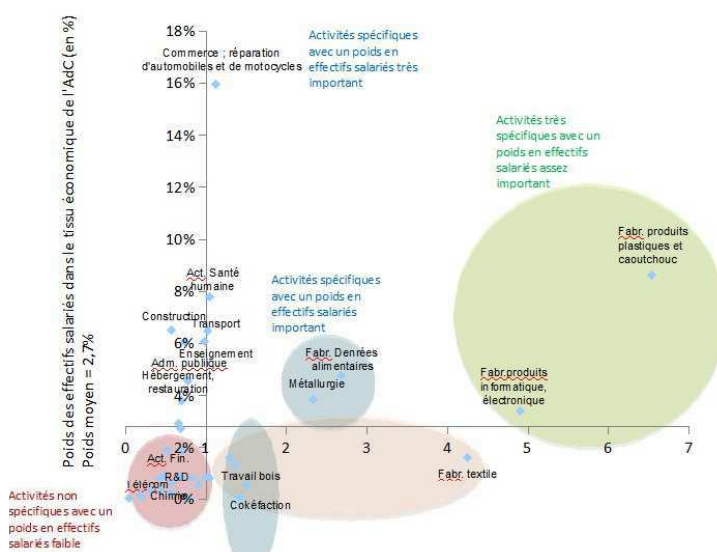 18%
16%
14%
12%
10%
8%
6%
4%
2%
0%
Poids des effectifs salariés dans le tissu économique de l'AdC (en %)
Poids moyen = 2,7%
Commerce ; réparation
d'automobiles et de motocycles
Activités spécifiques
avec un poids en
effectifs salariés très
important
Activités très
spécifiques avec un
poids en effectifs
salariés assez
important
Fabr. produits
plastiques et
caoutchouc
Act. Santé
humaine
Activités spécifiques
avec un poids en
effectifs salariés
important
Construction
Transport
Enseignement
Adm. publique
Hébergement,
restauration
Fabr. Denrées
alimentaires
Métallurgie
Fabr.produits
informatique,
électronique
0 1 2 3 4 5 6 7
Act. Fin.
R&D
Télécom
Chimie
Travail bois
Cokéfaction
Fabr. textile
Activités non
spécifiques avec un
poids en effectifs
salariés faible